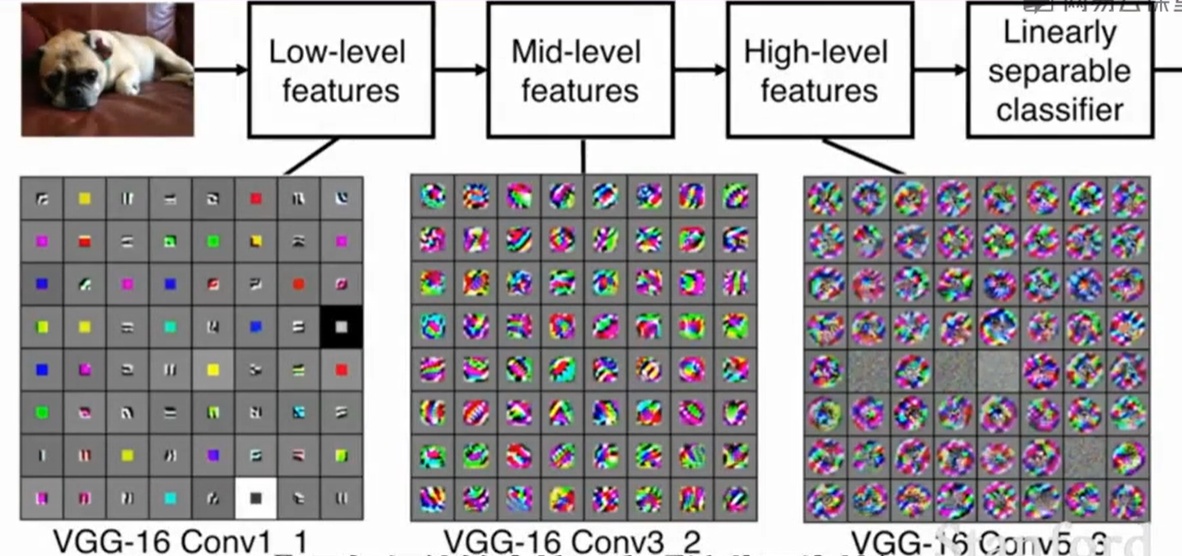 Low-level
features
Mid-level
features
High-level
features
Linearly
separable
classifier
VGG-16 Conv1_1
VGG-16 Conv3_2
VGG-16 Conv5_3
Stanford